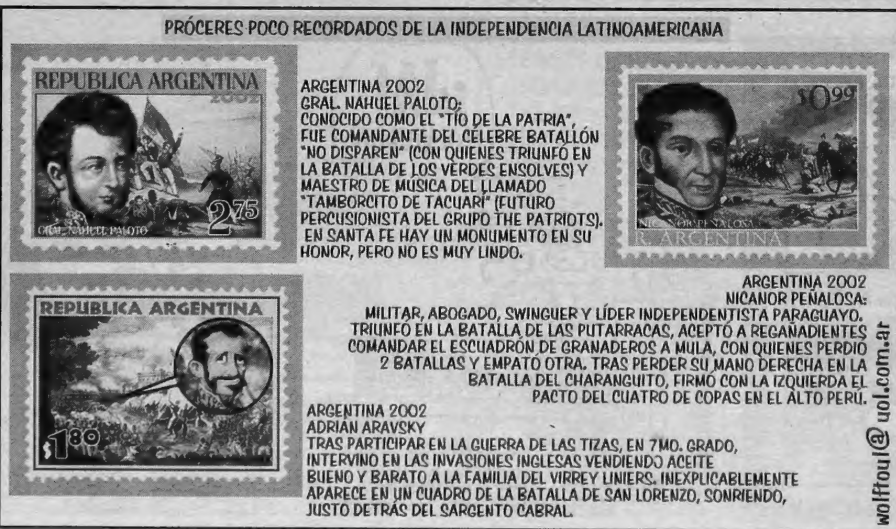 PRÓCERES POCO RECORDADOS DE LA INDEPENDENCIA LATINOAMERICANA
REPUBLICA ARGENTINA
2002
GRAL. NAHUEL PALOTO
2 75
ARGENTINA 2002
GRAL. NAHUEL PALOTO:
CONOCIDO COMO EL "TÍO DE LA PATRIA",
FUE COMANDANTE DEL CELEBRE BATALLÓN
"NO DISPAREN" (CON QUIENES TRIUNFÓ EN
LA BATALLA DE LOS VERDES ENSOLVES) Y
MAESTRO DE MÚSICA DEL LLAMADO
"TAMBORCITO DE TACUARÍ" (FUTURO
PERCUSIONISTA DEL GRUPO THE PATRIOTS).
EN SANTA FE HAY UN MONUMENTO EN SU
HONOR, PERO NO ES MUY LINDO.
$0.99
NICANOR PEÑALOSA
R. ARGENTINA
ARGENTINA 2002
NICANOR PEÑALOSA:
MILITAR, ABOGADO, SWINGUER Y LÍDER INDEPENDENTISTA PARAGUAYO.
TRIUNFÓ EN LA BATALLA DE LAS PUTARRACAS, ACEPTÓ A REGAÑADIENTES
COMANDAR EL ESCUADRÓN DE GRANADEROS A MULA, CON QUIENES PERDIÓ
2 BATALLAS Y EMPATÓ OTRA. TRAS PERDER SU MANO DERECHA EN LA
BATALLA DEL CHARANGUITO, FIRMÓ CON LA IZQUIERDA EL
PACTO DEL CUATRO DE COPAS EN EL ALTO PERÚ.
REPUBLICA ARGENTINA
$1 80
ARGENTINA 2002
ADRIÁN ARAVSKY
TRAS PARTICIPAR EN LA GUERRA DE LAS TIZAS, EN 7MO. GRADO,
INTERVINO EN LAS INVASIONES INGLESAS VENDIENDO ACEITE
BUENO Y BARATO A LA FAMILIA DEL VIRREY LINIERS. INEXPLICABLEMENTE
APARECE EN UN CUADRO DE LA BATALLA DE SAN LORENZO, SONRIENDO,
JUSTO DETRÁS DEL SARGENTO CABRAL.
wolffoul@uol.com.ar